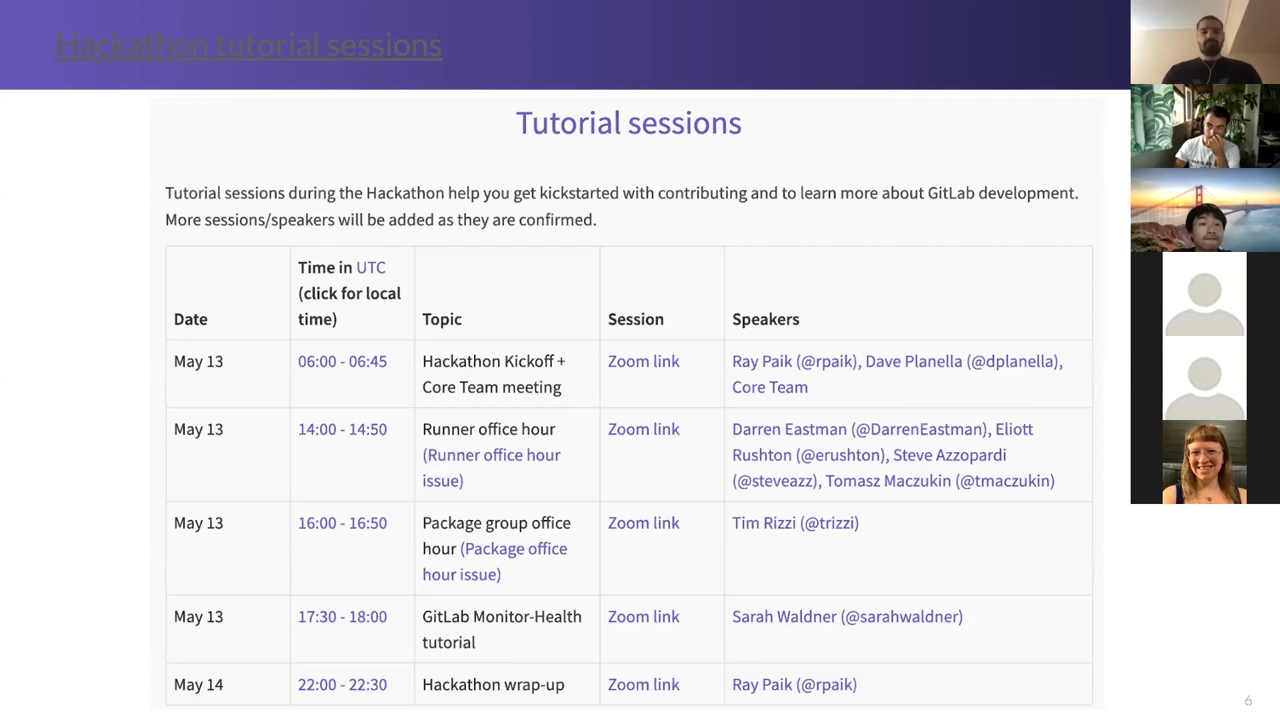 Hackathon tutorial sessions
Tutorial sessions
Tutorial sessions during the Hackathon help you get kickstarted with contributing and to learn more about GitLab development.
More sessions/speakers will be added as they are confirmed.
Date
Time in UTC
(click for local
time)
Topic
Session
Speakers
May 13
06:00 - 06:45
Hackathon Kickoff +
Core Team meeting
Zoom link
Ray Paik (@rpaik), Dave Planella (@dplanella),
Core Team
May 13
14:00 - 14:50
Runner office hour
(Runner office hour
issue)
Zoom link
Darren Eastman (@DarrenEastman), Eliott
Rushton (@erushton), Steve Azzopardi
(@steveazz), Tomasz Maczukin (@tmaczukin)
May 13
16:00 - 16:50
Package group office
hour (Package office
hour issue)
Zoom link
Tim Rizzi (@trizzi)
May 13
17:30 - 18:00
GitLab Monitor-Health
tutorial
Zoom link
Sarah Waldner (@sarahwaldner)
May 14
22:00 - 22:30
Hackathon wrap-up
Zoom link
Ray Paik (@rpaik)
6